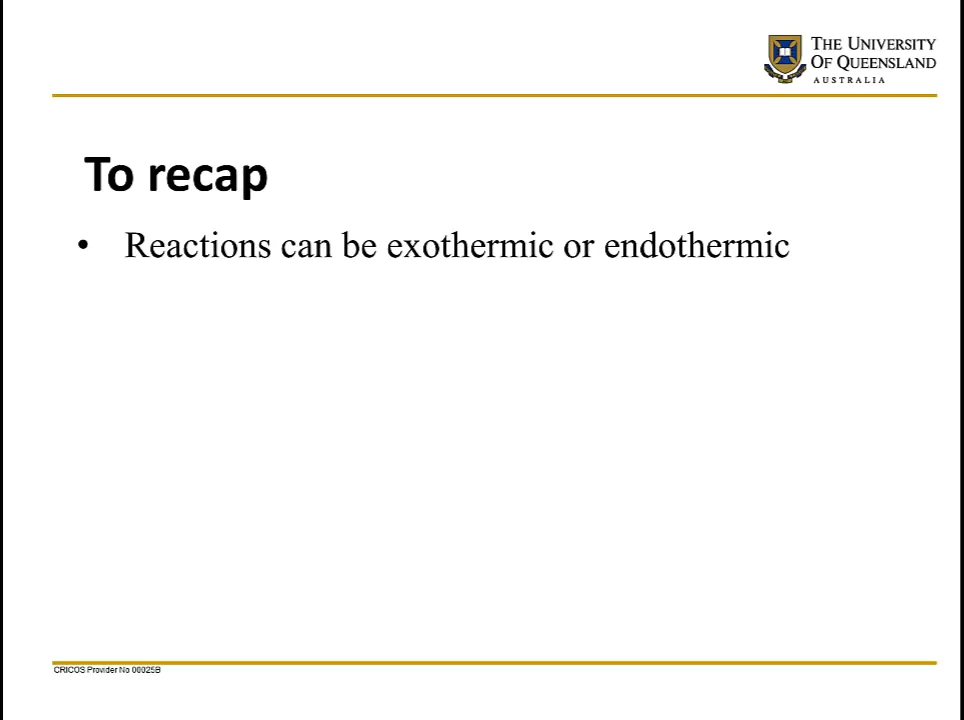 THE UNIVERSITY
OF QUEENSLAND
AUSTRALIA
To recap
• Reactions can be exothermic or endothermic
CRICOS Provider No 00025B